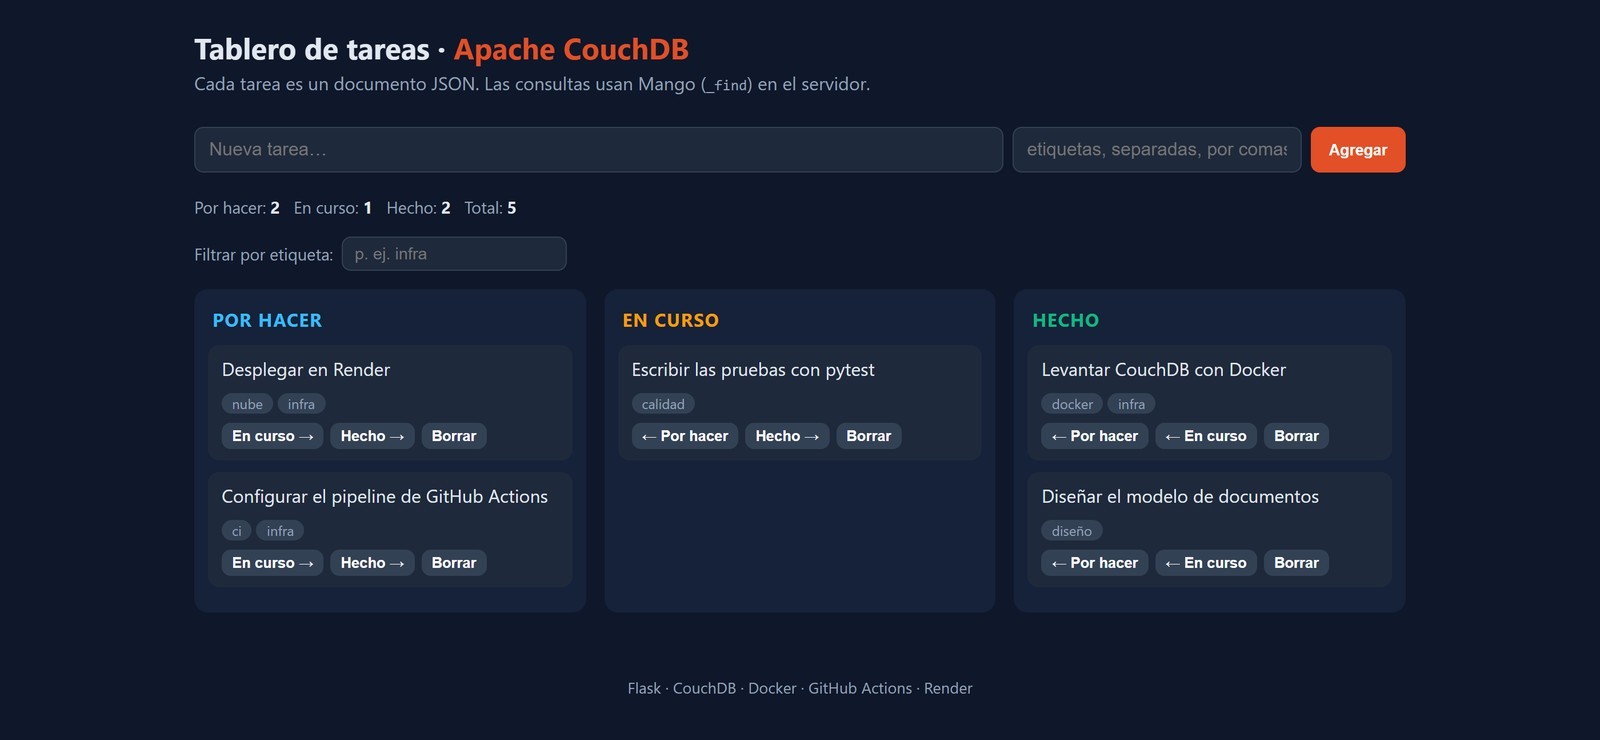 Tablero de tareas · Apache CouchDB
Cada tarea es un documento JSON. Las consultas usan Mango (_find) en el servidor.
Nueva tarea…
etiquetas, separadas, por comas
Agregar
Por hacer: 2 En curso: 1 Hecho: 2 Total: 5
Filtrar por etiqueta: p. ej. infra
POR HACER
Desplegar en Render
nube infra
En curso → Hecho → Borrar
Configurar el pipeline de GitHub Actions
ci infra
En curso → Hecho → Borrar
EN CURSO
Escribir las pruebas con pytest
calidad
← Por hacer Hecho → Borrar
HECHO
Levantar CouchDB con Docker
docker infra
← Por hacer ← En curso Borrar
Diseñar el modelo de documentos
diseño
← Por hacer ← En curso Borrar
Flask · CouchDB · Docker · GitHub Actions · Render